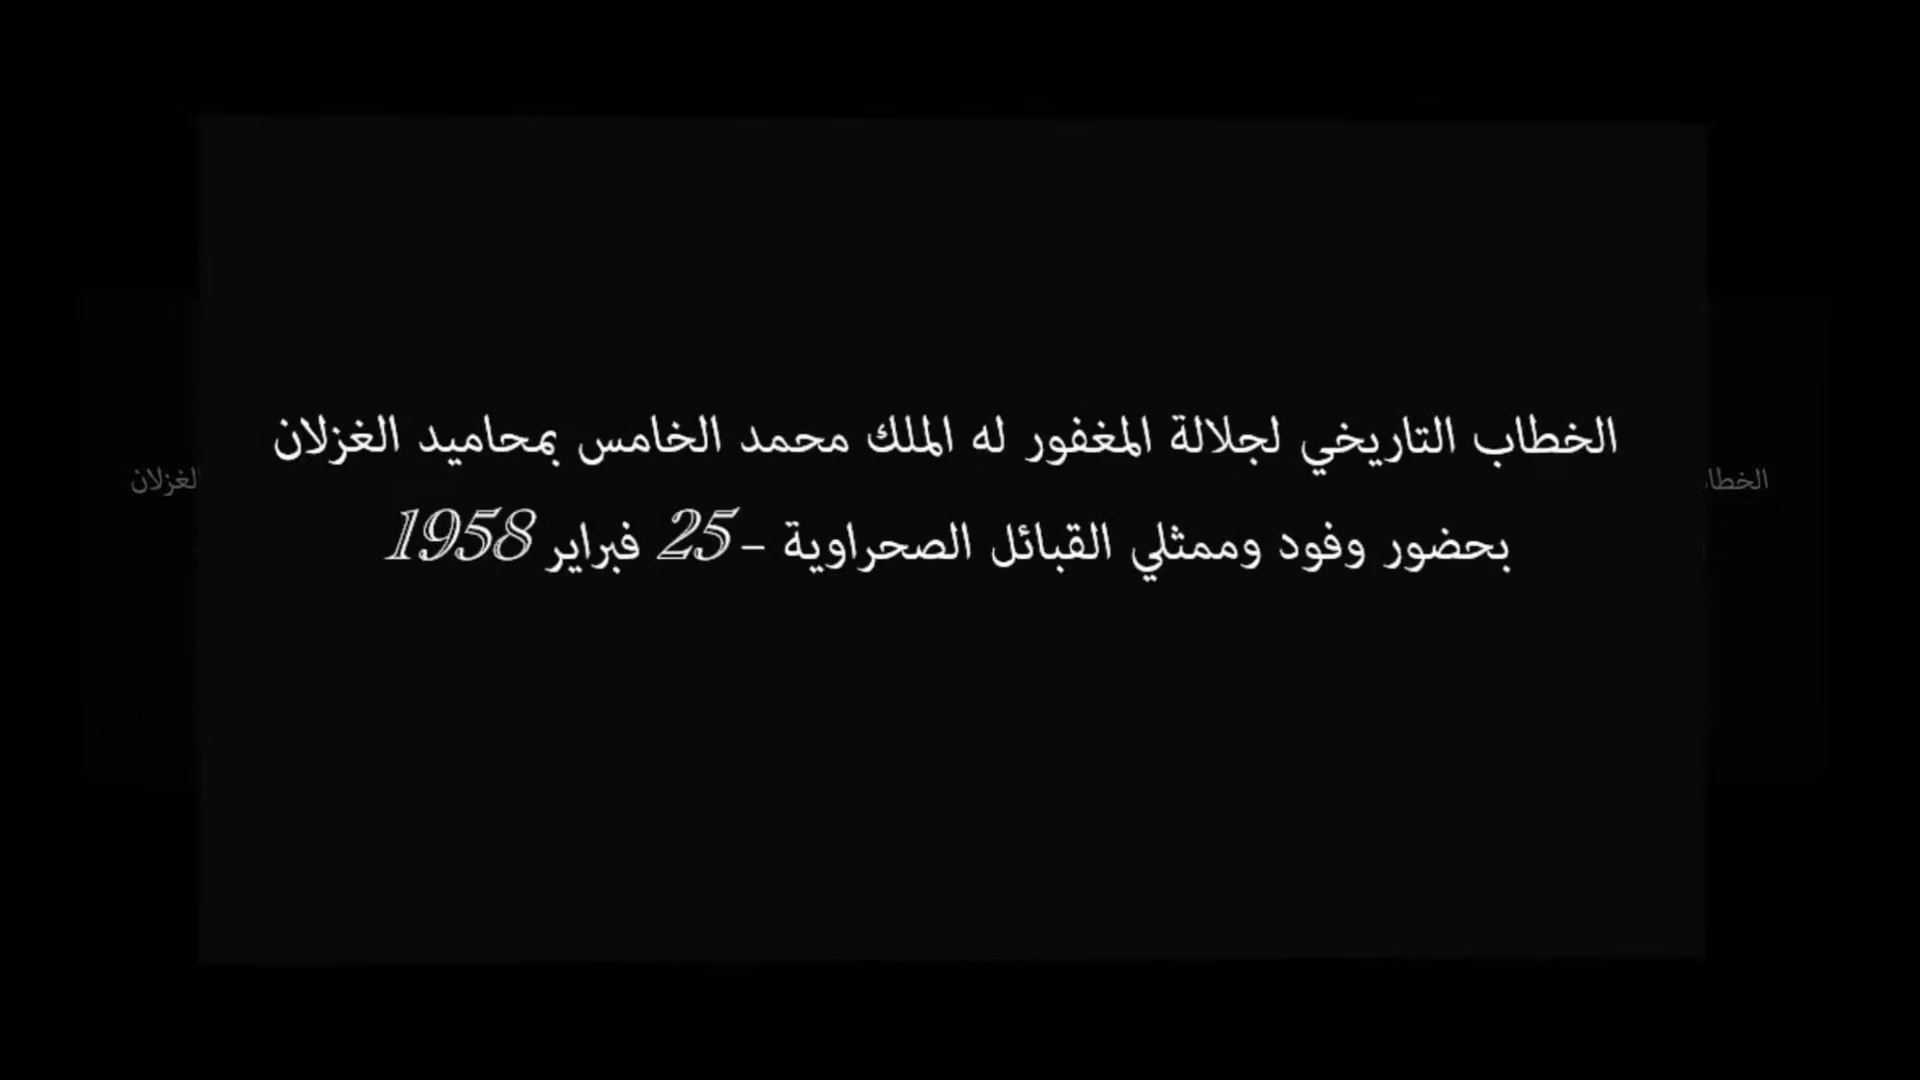 الخطاب التاريخي لجلالة المغفور له الملك محمد الخامس بمحاميد الغزلان
بحضور وفود وممثلي القبائل الصحراوية – 25 فبراير 1958